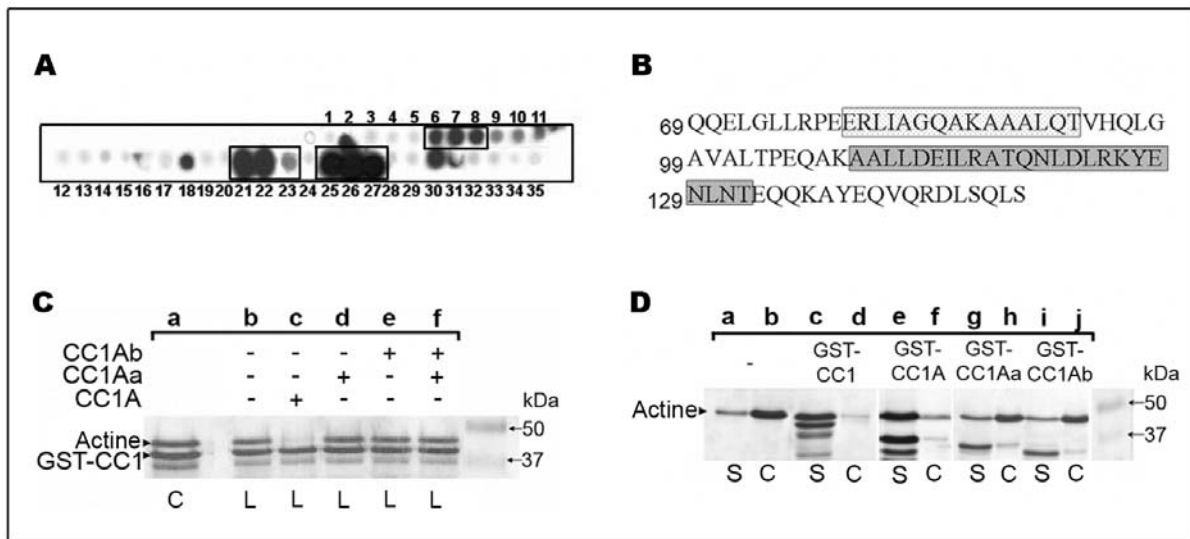 A
1 2 3 4 5 6 7 8 9 10 11
12 13 14 15 16 17 18 19 20 21 22 23 24 25 26 27 28 29 30 31 32 33 34 35
B
69 QQELGLLRPEERLIAGQAKAAALQTVHQLG
99 AVALTPEQAKAALLDEILRATQNLDLRKYE
129 NLNTEQQKAYEQVQRDLSQLS
C
a b c d e f
CC1Ab - - - + +
CC1Aa - - + - +
CC1A - + - - -
kDa
Actine
GST-CC1
50
37
C L L L L L
D
a b c d e f g h i j
- GST-CC1 GST-CC1A GST-CC1Aa GST-CC1Ab
kDa
Actine
50
37
S C S C S C S C S C